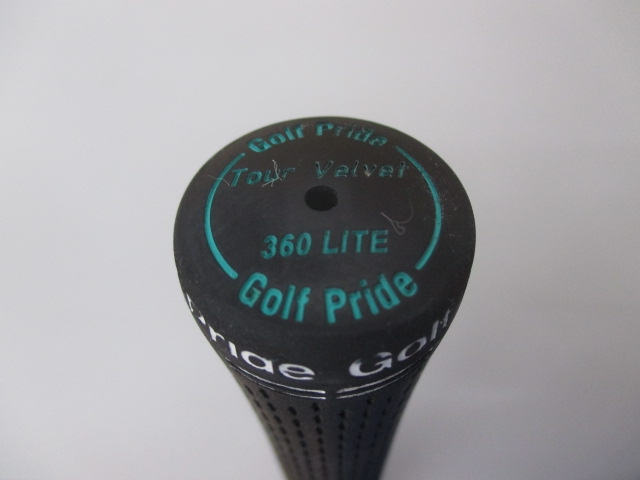 Golf Pride
Tour Velvet
360 LITE
Golf Pride
Pride Golf